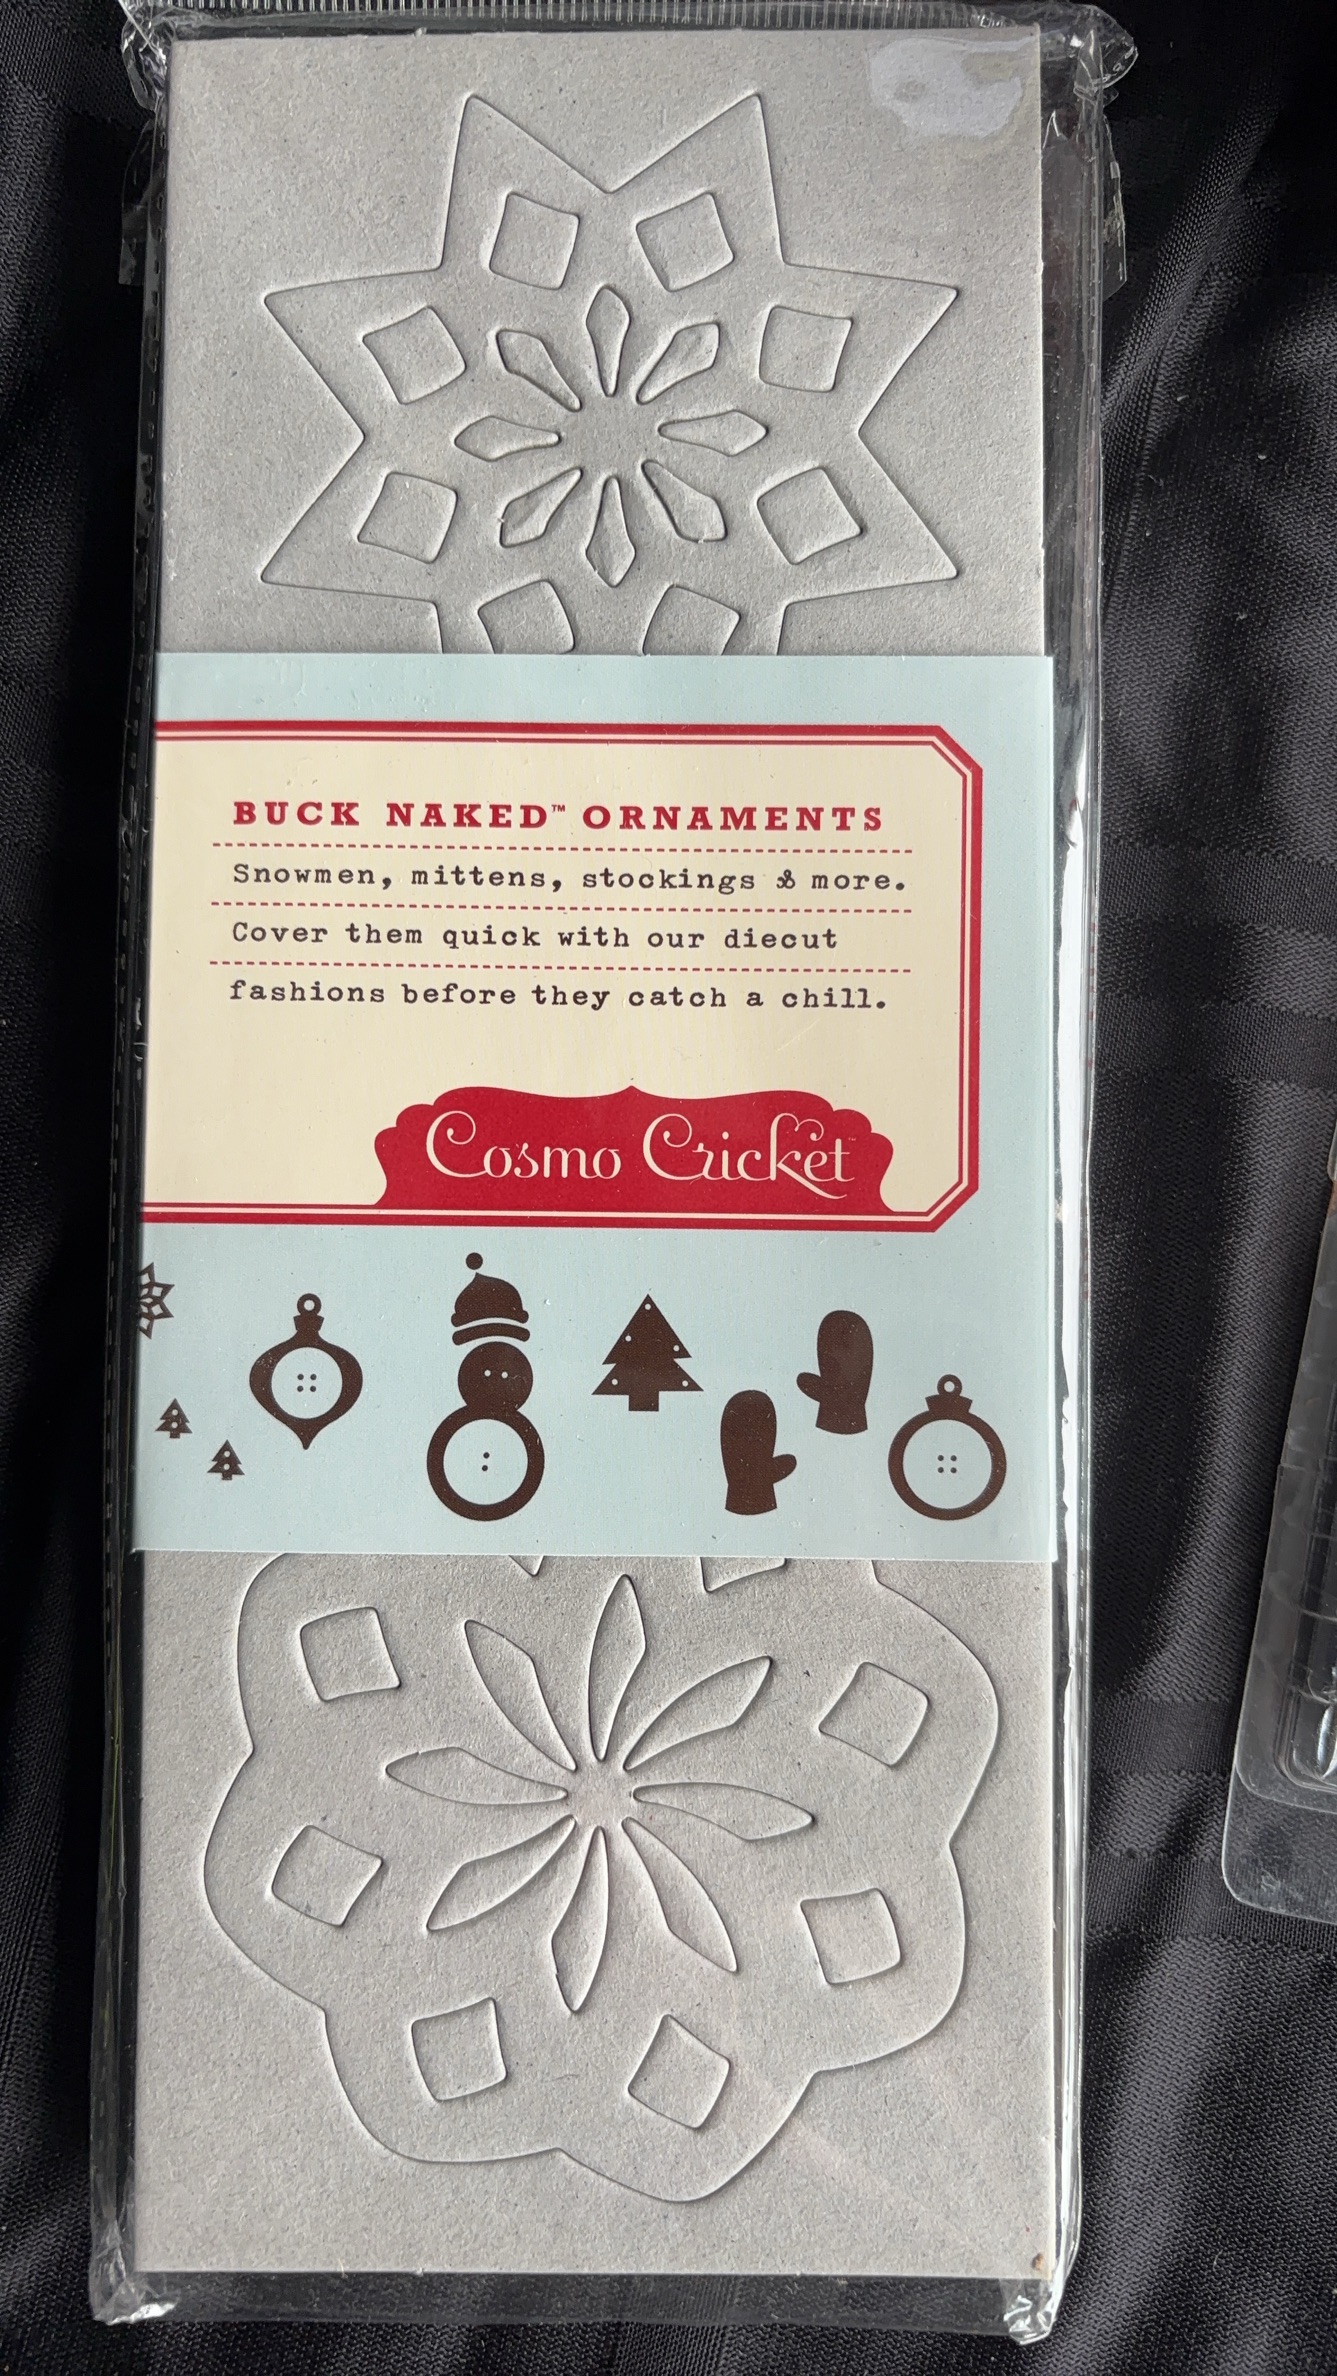 BUCK NAKED™ ORNAMENTS
Snowmen, mittens, stockings & more.
Cover them quick with our diecut
fashions before they catch a chill.
Cosmo Cricket™